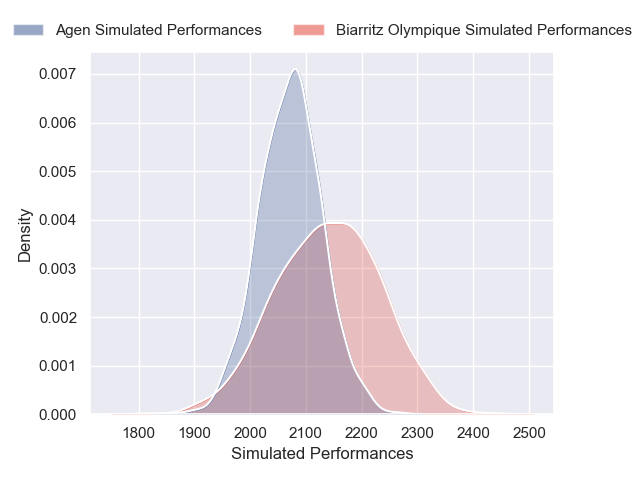 Agen Simulated Performances Biarritz Olympique Simulated Performances
0.007
0.006
0.005
0.004
0.003
0.002
0.001
0.000
Density
1800 1900 2000 2100 2200 2300 2400 2500
Simulated Performances